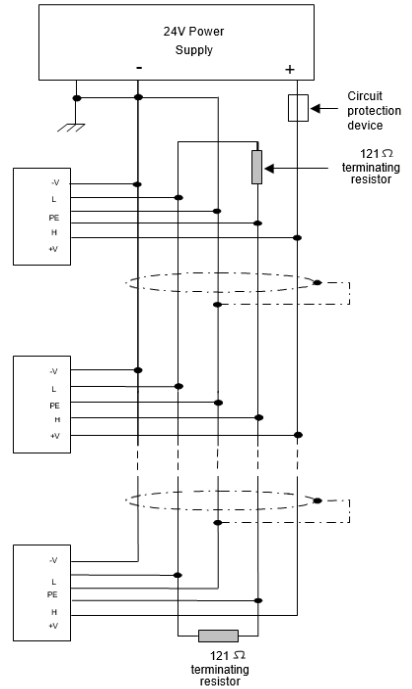 24V Power
Supply
-
+
Circuit
protection
device
121 Ω
terminating
resistor
-V
L
PE
H
+V
-V
L
PE
H
+V
-V
L
PE
H
+V
121 Ω
terminating
resistor